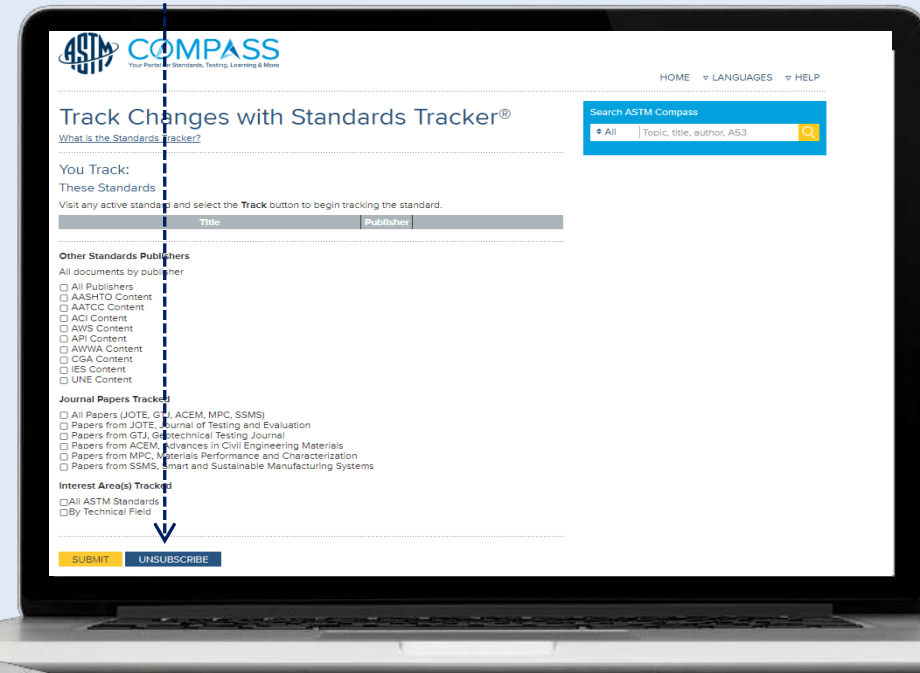 ASTM COMPASS
Your Portal for Standards, Testing, Learning & More
HOME ▿ LANGUAGES ▿ HELP
Track Changes with Standards Tracker®
What is the Standards Tracker?
Search ASTM Compass
All Topic, title, author, A53
You Track:
These Standards
Visit any active standard and select the Track button to begin tracking the standard.
Title Publisher
Other Standards Publishers
All documents by publisher
All Publishers
AASHTO Content
AATCC Content
ACI Content
AWS Content
API Content
AWWA Content
CGA Content
IES Content
UNE Content
Journal Papers Tracked
All Papers (JOTE, GTJ, ACEM, MPC, SSMS)
Papers from JOTE, Journal of Testing and Evaluation
Papers from GTJ, Geotechnical Testing Journal
Papers from ACEM, Advances in Civil Engineering Materials
Papers from MPC, Materials Performance and Characterization
Papers from SSMS, Smart and Sustainable Manufacturing Systems
Interest Area(s) Tracked
All ASTM Standards
By Technical Field
SUBMIT UNSUBSCRIBE